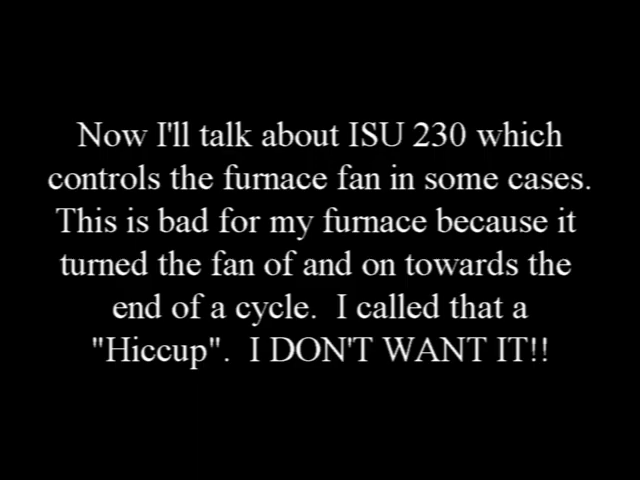 Now I'll talk about ISU 230 which
controls the furnace fan in some cases.
This is bad for my furnace because it
turned the fan of and on towards the
end of a cycle.  I called that a
"Hiccup".  I DON'T WANT IT!!